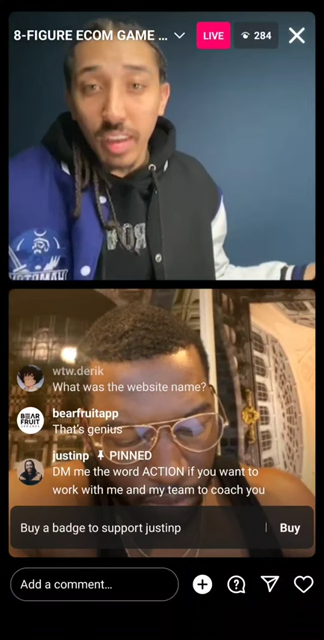 8-FIGURE ECOM GAME ...
LIVE
284
wtw.derik
What was the website name?
BEAR
FRUIT
bearfruitapp
That's genius
justinp PINNED
DM me the word ACTION if you want to
work with me and my team to coach you
Buy a badge to support justinp
Buy
Add a comment...